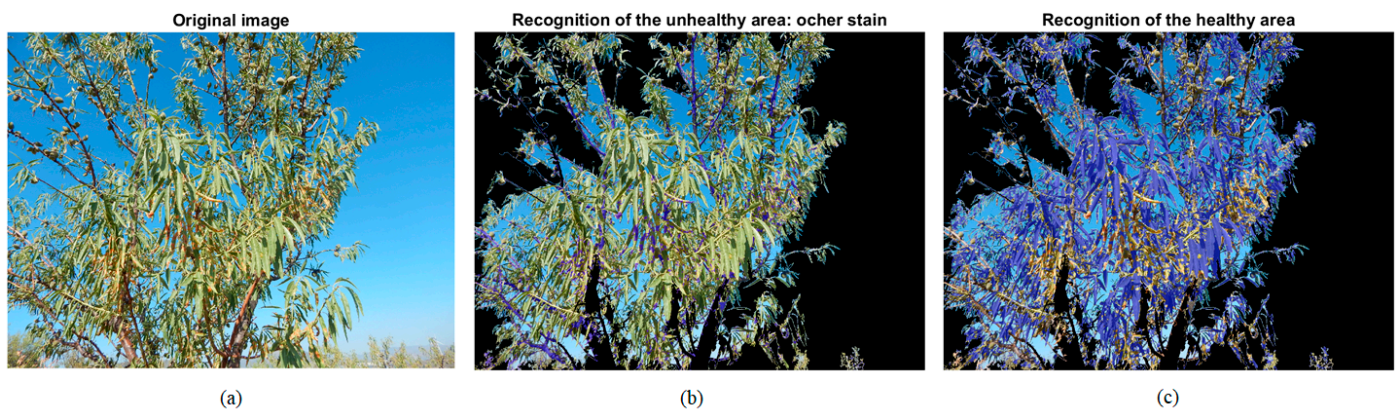 Original image
Recognition of the unhealthy area: ocher stain
Recognition of the healthy area
(a)
(b)
(c)